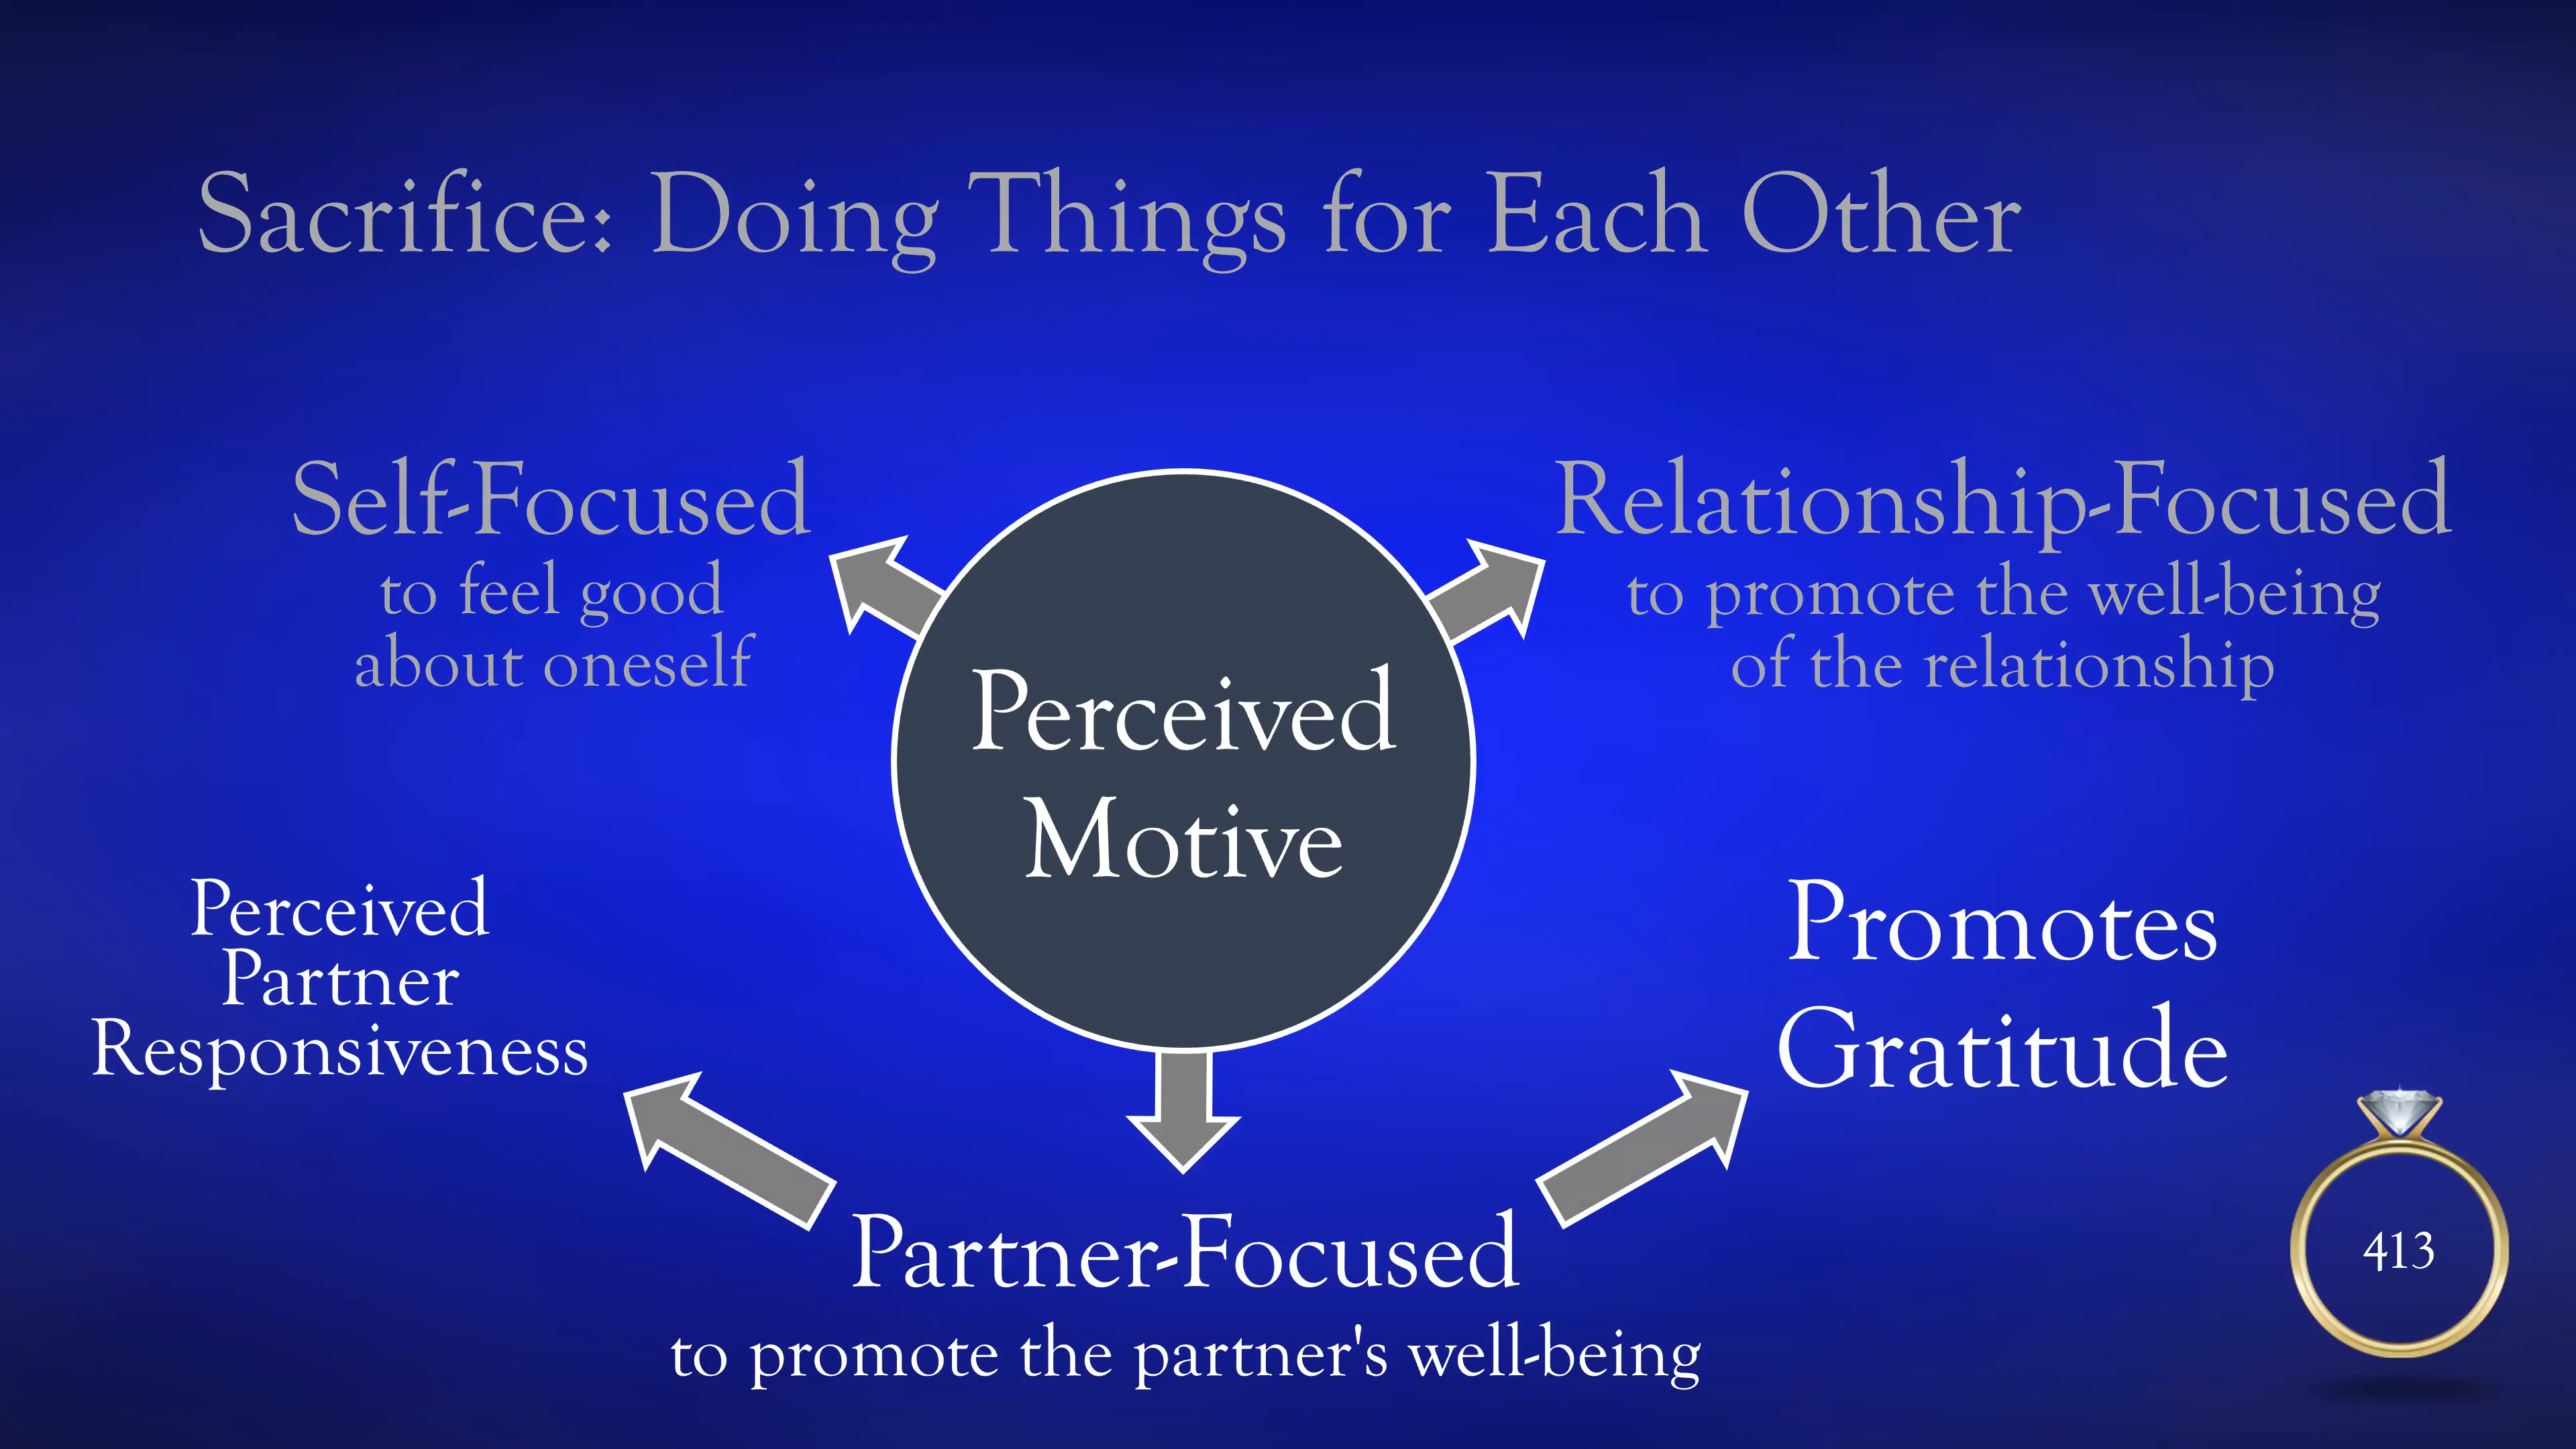 Sacrifice: Doing Things for Each Other
Self-Focused
to feel good
about oneself
Relationship-Focused
to promote the well-being
of the relationship
Perceived
Motive
Perceived
Partner
Responsiveness
Promotes
Gratitude
Partner-Focused
to promote the partner's well-being
413